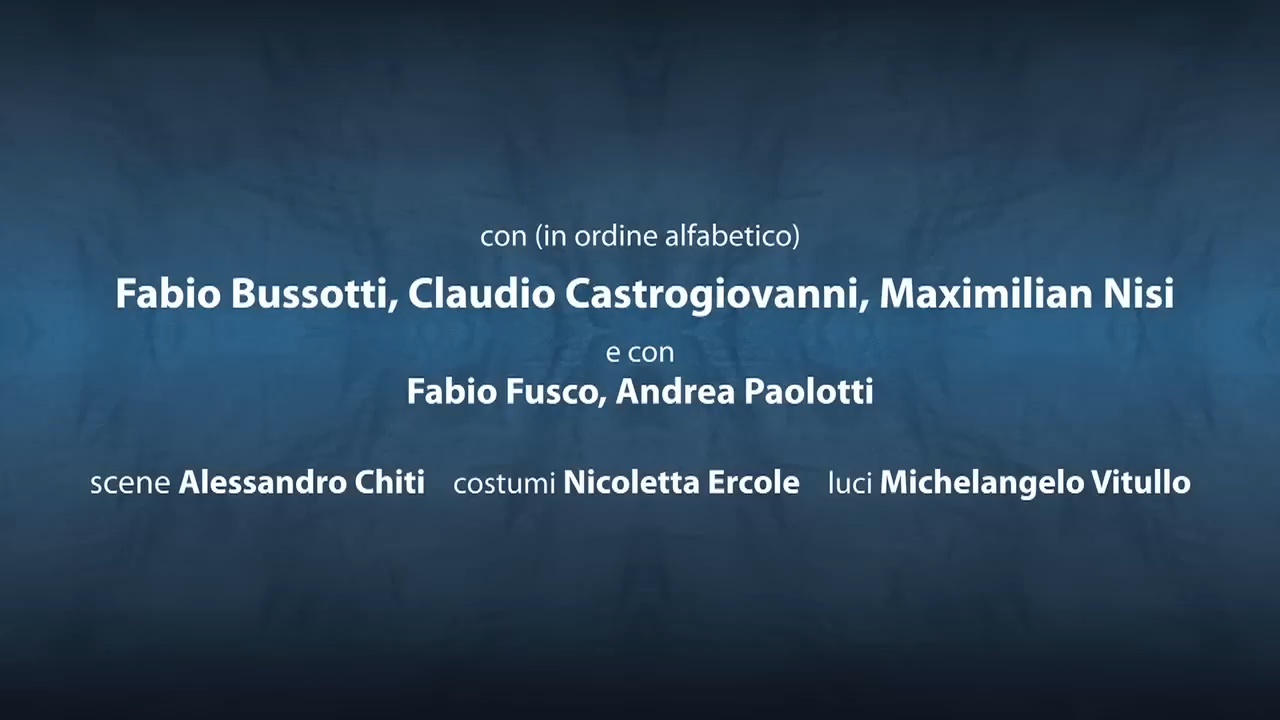 con (in ordine alfabetico)
Fabio Bussotti, Claudio Castrogiovanni, Maximilian Nisi
e con
Fabio Fusco, Andrea Paolotti
scene Alessandro Chiti costumi Nicoletta Ercole luci Michelangelo Vitullo